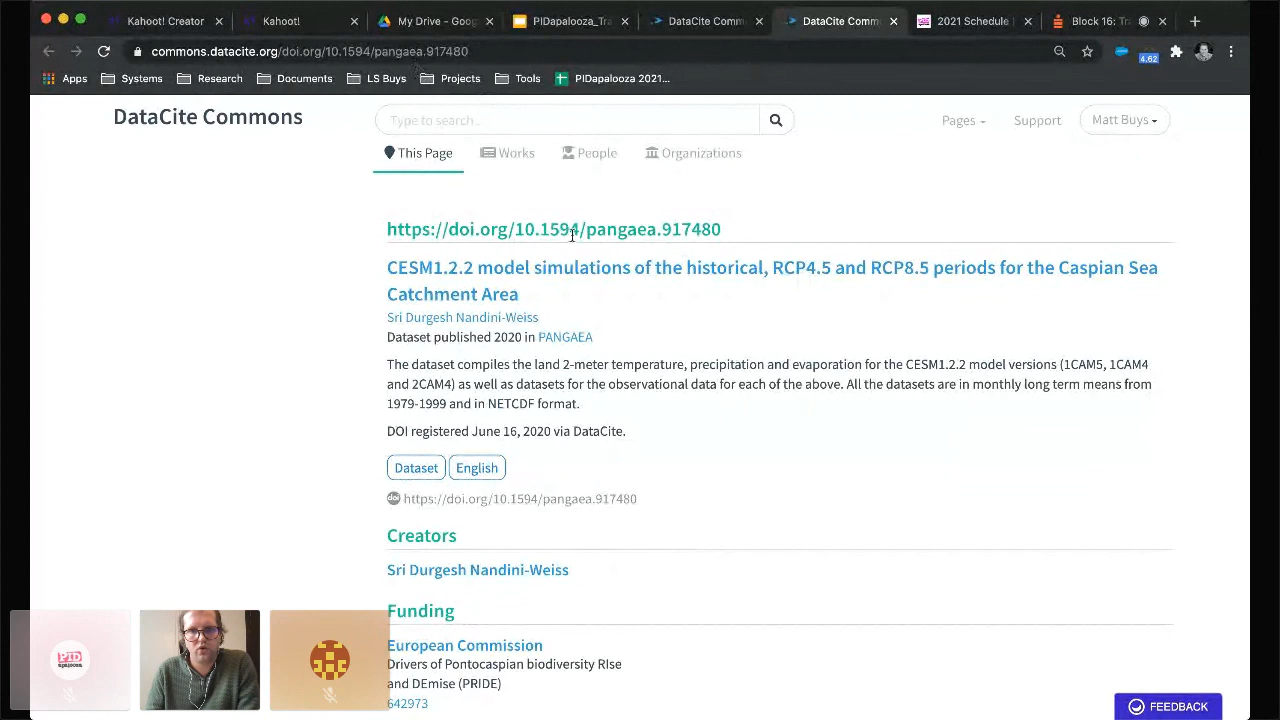 Kahoot! Creator
Kahoot!
My Drive – Goog
PIDapalooza_Tra
DataCite Comm
DataCite Comm
2021 Schedule |
Block 16: Tra
commons.datacite.org/doi.org/10.1594/pangaea.917480
4.62
Apps
Systems
Research
Documents
LS Buys
Projects
Tools
PIDapalooza 2021...
DataCite Commons
Type to search...
Pages
Support
Matt Buys
This Page
Works
People
Organizations
https://doi.org/10.1594/pangaea.917480
CESM1.2.2 model simulations of the historical, RCP4.5 and RCP8.5 periods for the Caspian Sea
Catchment Area
Sri Durgesh Nandini-Weiss
Dataset published 2020 in PANGAEA
The dataset compiles the land 2-meter temperature, precipitation and evaporation for the CESM1.2.2 model versions (1CAM5, 1CAM4
and 2CAM4) as well as datasets for the observational data for each of the above. All the datasets are in monthly long term means from
1979-1999 and in NETCDF format.
DOI registered June 16, 2020 via DataCite.
Dataset
English
doi
https://doi.org/10.1594/pangaea.917480
Creators
Sri Durgesh Nandini-Weiss
Funding
European Commission
Drivers of Pontocaspian biodiversity RIse
and DEmise (PRIDE)
642973
PID
apalooza
FEEDBACK